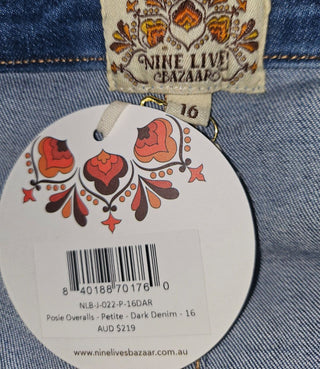 NINE LIVES
BAZAAR
16
8 40188 70176 0
NLB-J-022-P-16DAR
Posie Overalls - Petite - Dark Denim - 16
AUD $219
www.ninelivesbazaar.com.au